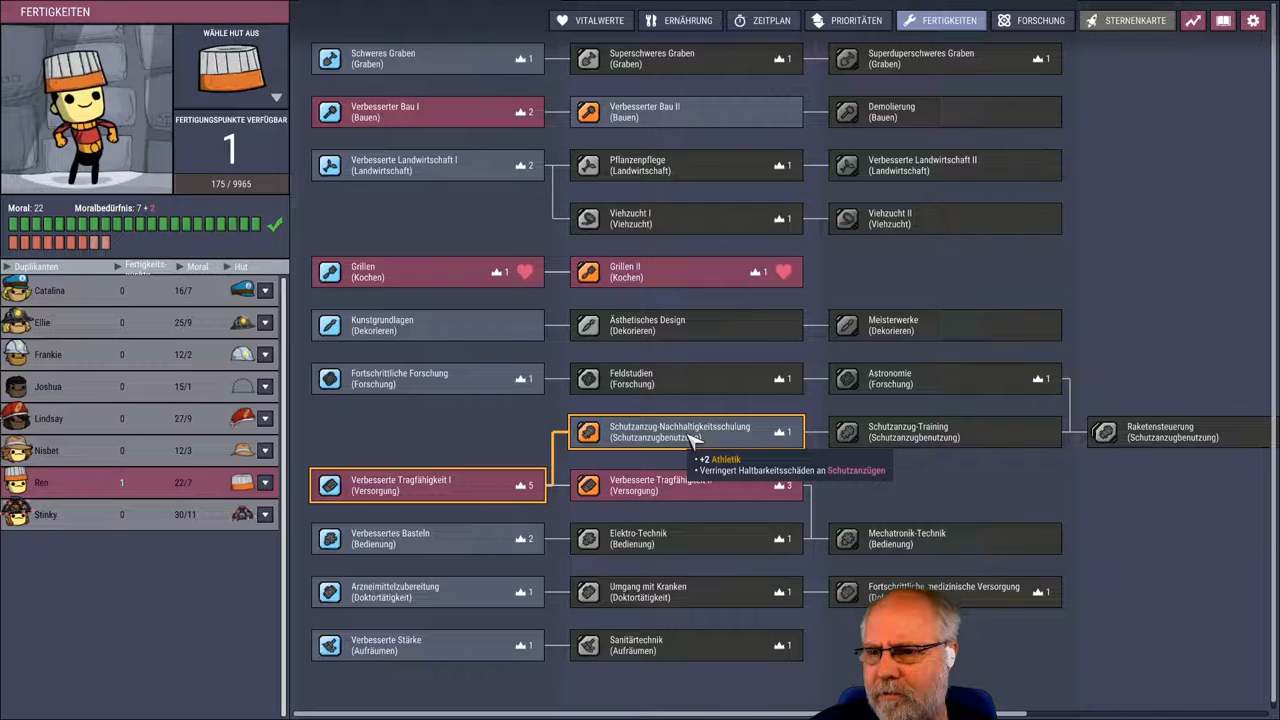 FERTIGKEITEN
VITALWERTE
ERNÄHRUNG
ZEITPLAN
PRIORITÄTEN
FERTIGKEITEN
FORSCHUNG
STERNENKARTE
WÄHLE HUT AUS
FERTIGUNGSPUNKTE VERFÜGBAR
1
175 / 9965
Moral: 22
Moralbedürfnis: 7 + 2
Duplikanten
Fertigkeits-
Moral
Hut
Catalina 0 16/7
Ellie 0 25/9
Frankie 0 12/2
Joshua 0 15/1
Lindsay 0 27/9
Nisbet 0 12/3
Ren 1 22/7
Stinky 0 30/11
Schweres Graben
(Graben)
1
Superschweres Graben
(Graben)
1
Superduperschweres Graben
(Graben)
1
Verbesserter Bau I
(Bauen)
2
Verbesserter Bau II
(Bauen)
Demolierung
(Bauen)
Verbesserte Landwirtschaft I
(Landwirtschaft)
2
Pflanzenpflege
(Landwirtschaft)
1
Verbesserte Landwirtschaft II
(Landwirtschaft)
Viehzucht I
(Viehzucht)
1
Viehzucht II
(Viehzucht)
Grillen
(Kochen)
1
Grillen II
(Kochen)
1
Kunstgrundlagen
(Dekorieren)
Ästhetisches Design
(Dekorieren)
Meisterwerke
(Dekorieren)
Fortschrittliche Forschung
(Forschung)
1
Feldstudien
(Forschung)
1
Astronomie
(Forschung)
1
Schutzanzug-Nachhaltigkeitsschulung
(Schutzanzugbenutzung)
1
Schutzanzug-Training
(Schutzanzugbenutzung)
Raketensteuerung
(Schutzanzugbenutzung)
• +2 Athletik
• Verringert Haltbarkeitsschäden an Schutzanzügen
Verbesserte Tragfähigkeit I
(Versorgung)
5
Verbesserte Tragfähigkeit
(Versorgung)
3
Verbessertes Basteln
(Bedienung)
2
Elektro-Technik
(Bedienung)
1
Mechatronik-Technik
(Bedienung)
Arzneimittelzubereitung
(Doktortätigkeit)
1
Umgang mit Kranken
(Doktortätigkeit)
1
Fortschrittliche medizinische Versorgung
1
Verbesserte Stärke
(Aufräumen)
1
Sanitärtechnik
(Aufräumen)
1